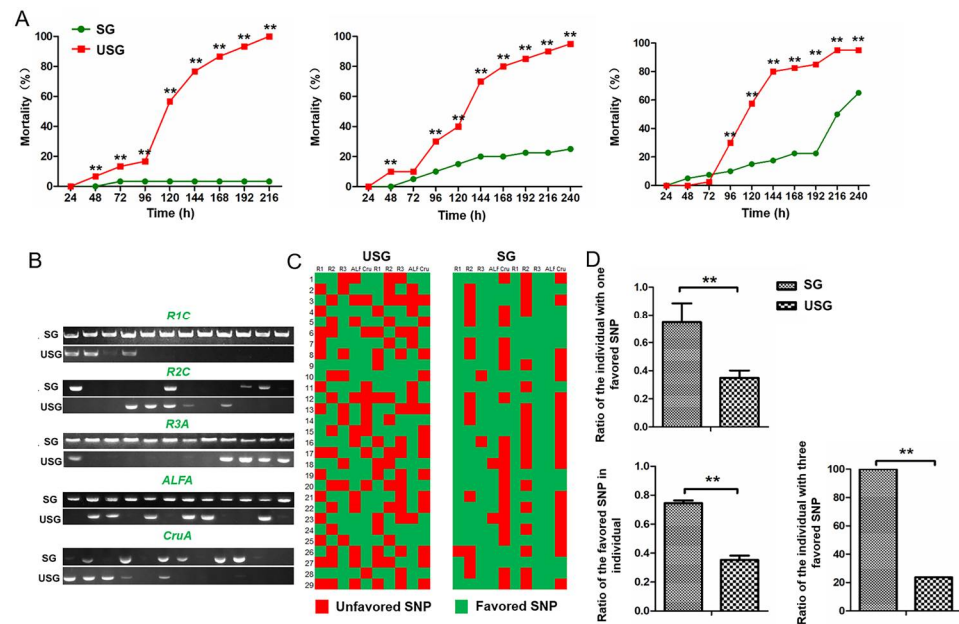 A
SG
USG
Mortality (%)
100
80
60
40
20
0
24 48 72 96 120 144 168 192 216
Time (h)
** ** ** ** ** ** ** ** **
Mortality (%)
100
80
60
40
20
0
24 48 72 96 120 144 168 192 216 240
Time (h)
** ** ** ** ** ** ** **
Mortality (%)
100
80
60
40
20
0
24 48 72 96 120 144 168 192 216 240
Time (h)
** ** ** ** ** ** **
B
R1C
SG
USG
R2C
SG
USG
R3A
SG
USG
ALFA
SG
USG
CruA
SG
USG
C
USG SG
R1 R2 R3 ALF Cru R1 R2 R3 ALF Cru
R1 R2 R3 ALF Cru R1 R2 R3 ALF Cru
1
2
3
4
5
6
7
8
9
10
11
12
13
14
15
16
17
18
19
20
21
22
23
24
25
26
27
28
29
Unfavored SNP Favored SNP
D
SG
USG
Ratio of the individual with one
favored SNP
1.0
0.8
0.6
0.4
0.2
0.0
**
Ratio of the favored SNP in
individual
1.0
0.8
0.6
0.4
0.2
0.0
**
Ratio of the individual with three
favored SNP
100
80
60
40
20
0
**